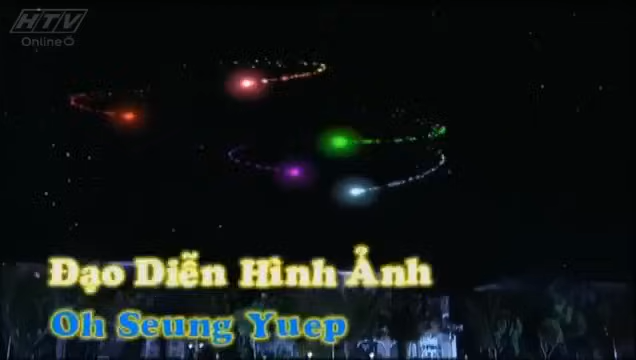 HTV
Online
Đạo Diễn Hình Ảnh
Oh Seung Yuep